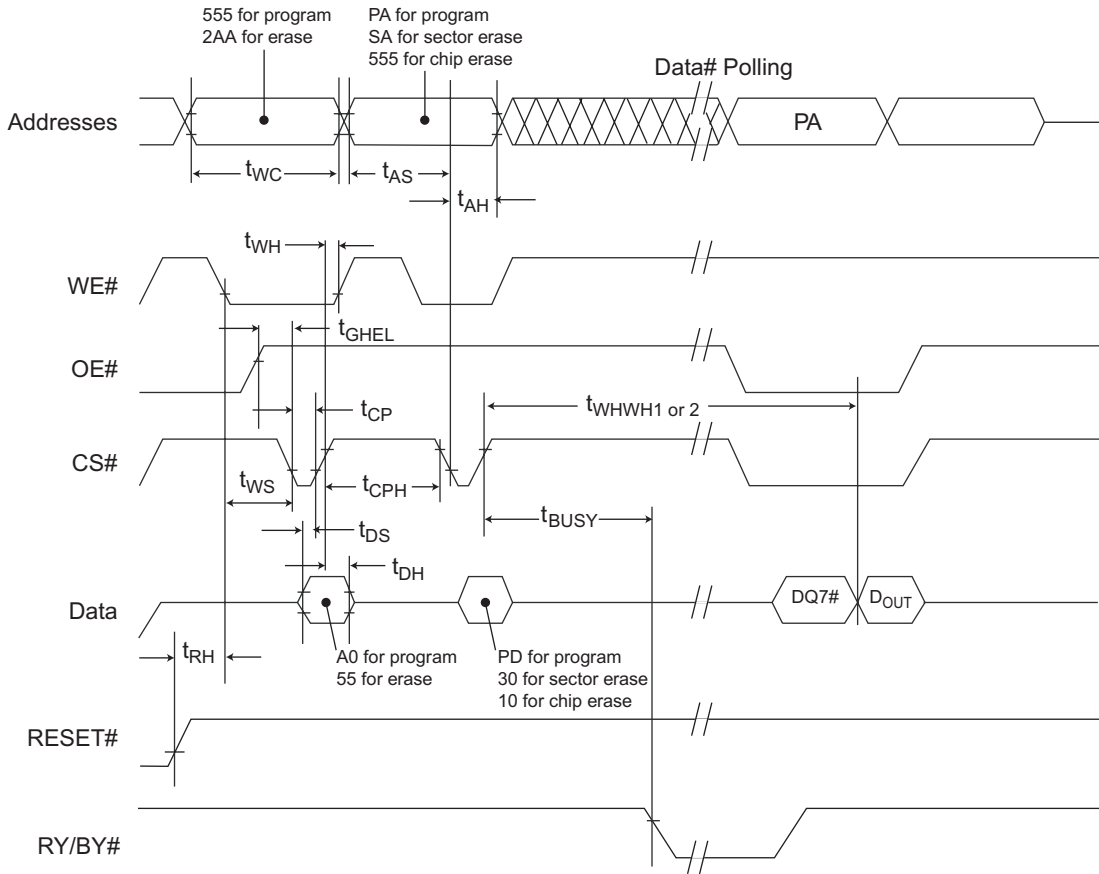 555 for program
2AA for erase
PA for program
SA for sector erase
555 for chip erase
Data# Polling
Addresses
PA
tWC
tAS
tAH
tWH
WE#
tGHEL
OE#
tCP
tWHWH1 or 2
CS#
tWS
tCPH
tBUSY
tDS
tDH
Data
DQ7#
DOUT
tRH
A0 for program
55 for erase
PD for program
30 for sector erase
10 for chip erase
RESET#
RY/BY#